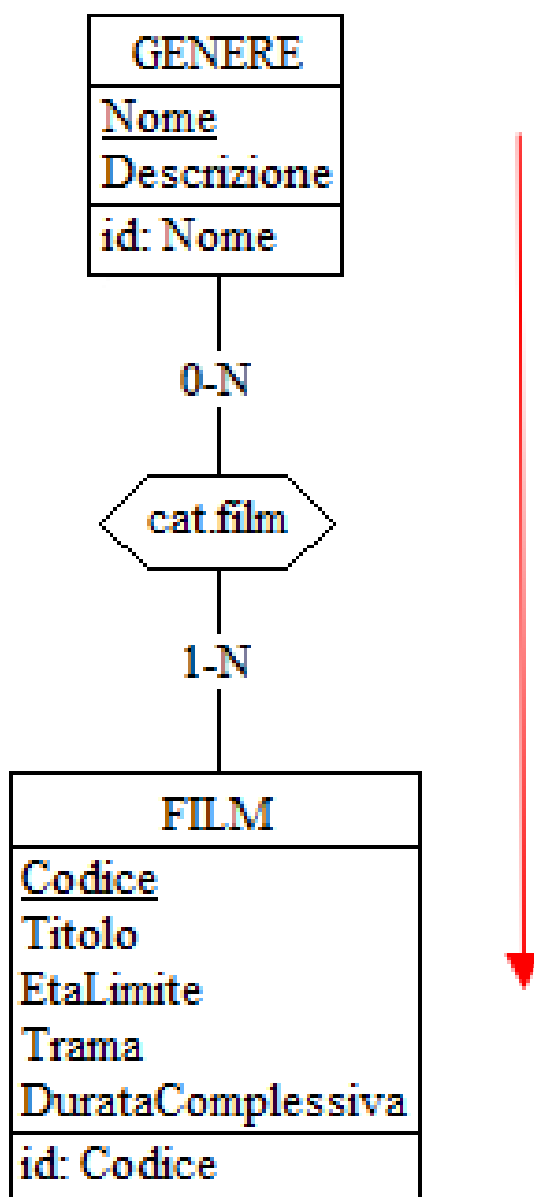 GENERE
Nome
Descrizione
id: Nome
0-N
cat.film
1-N
FILM
Codice
Titolo
EtaLimite
Trama
DurataComplessiva
id: Codice